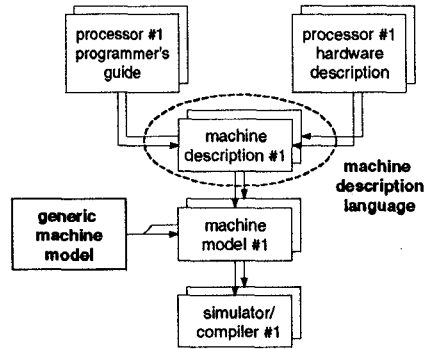 processor #1
programmer's
guide
processor #1
hardware
description
machine
description #1
machine
description
language
generic
machine
model
machine
model #1
simulator/
compiler #1